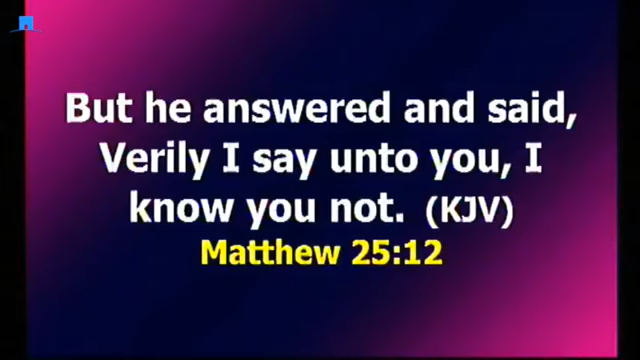 But he answered and said,
Verily I say unto you, I
know you not. (KJV)
Matthew 25:12